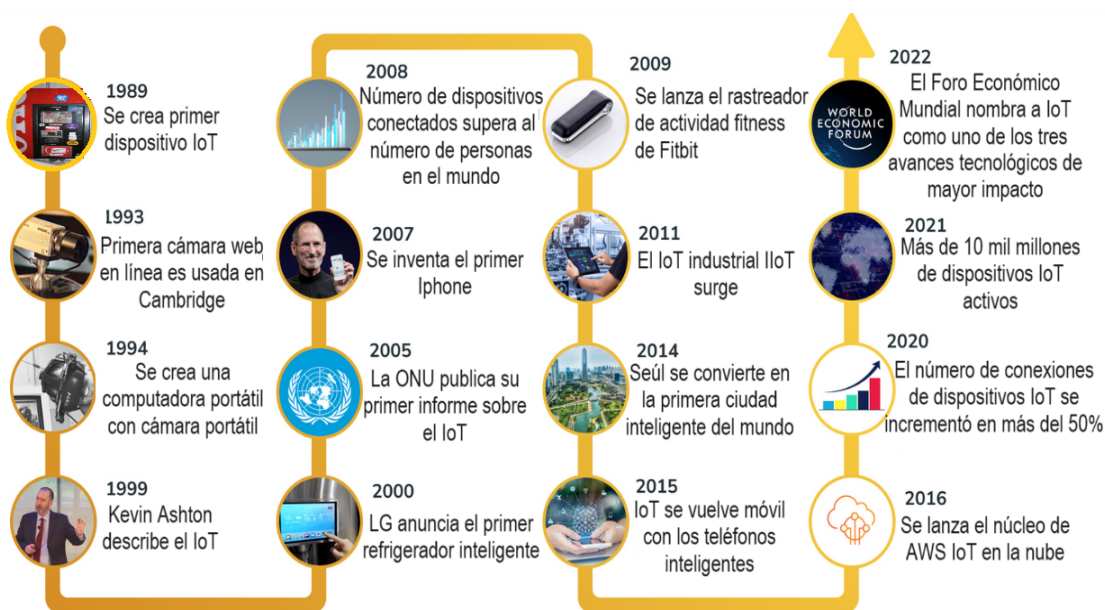 1989
Se crea primer
dispositivo IoT
1993
Primera cámara web
en línea es usada en
Cambridge
1994
Se crea una
computadora portátil
con cámara portátil
1999
Kevin Ashton
describe el IoT
2000
LG anuncia el primer
refrigerador inteligente
2005
La ONU publica su
primer informe sobre
el IoT
2007
Se inventa el primer
Iphone
2008
Número de dispositivos
conectados supera al
número de personas
en el mundo
2009
Se lanza el rastreador
de actividad fitness
de Fitbit
2011
El IoT industrial IIoT
surge
2014
Seúl se convierte en
la primera ciudad
inteligente del mundo
2015
IoT se vuelve móvil
con los teléfonos
inteligentes
2016
Se lanza el núcleo de
AWS IoT en la nube
2020
El número de conexiones
de dispositivos IoT se
incrementó en más del 50%
2021
Más de 10 mil millones
de dispositivos IoT
activos
2022
El Foro Económico
Mundial nombra a IoT
como uno de los tres
avances tecnológicos de
mayor impacto
WORLD
ECONOMIC
FORUM